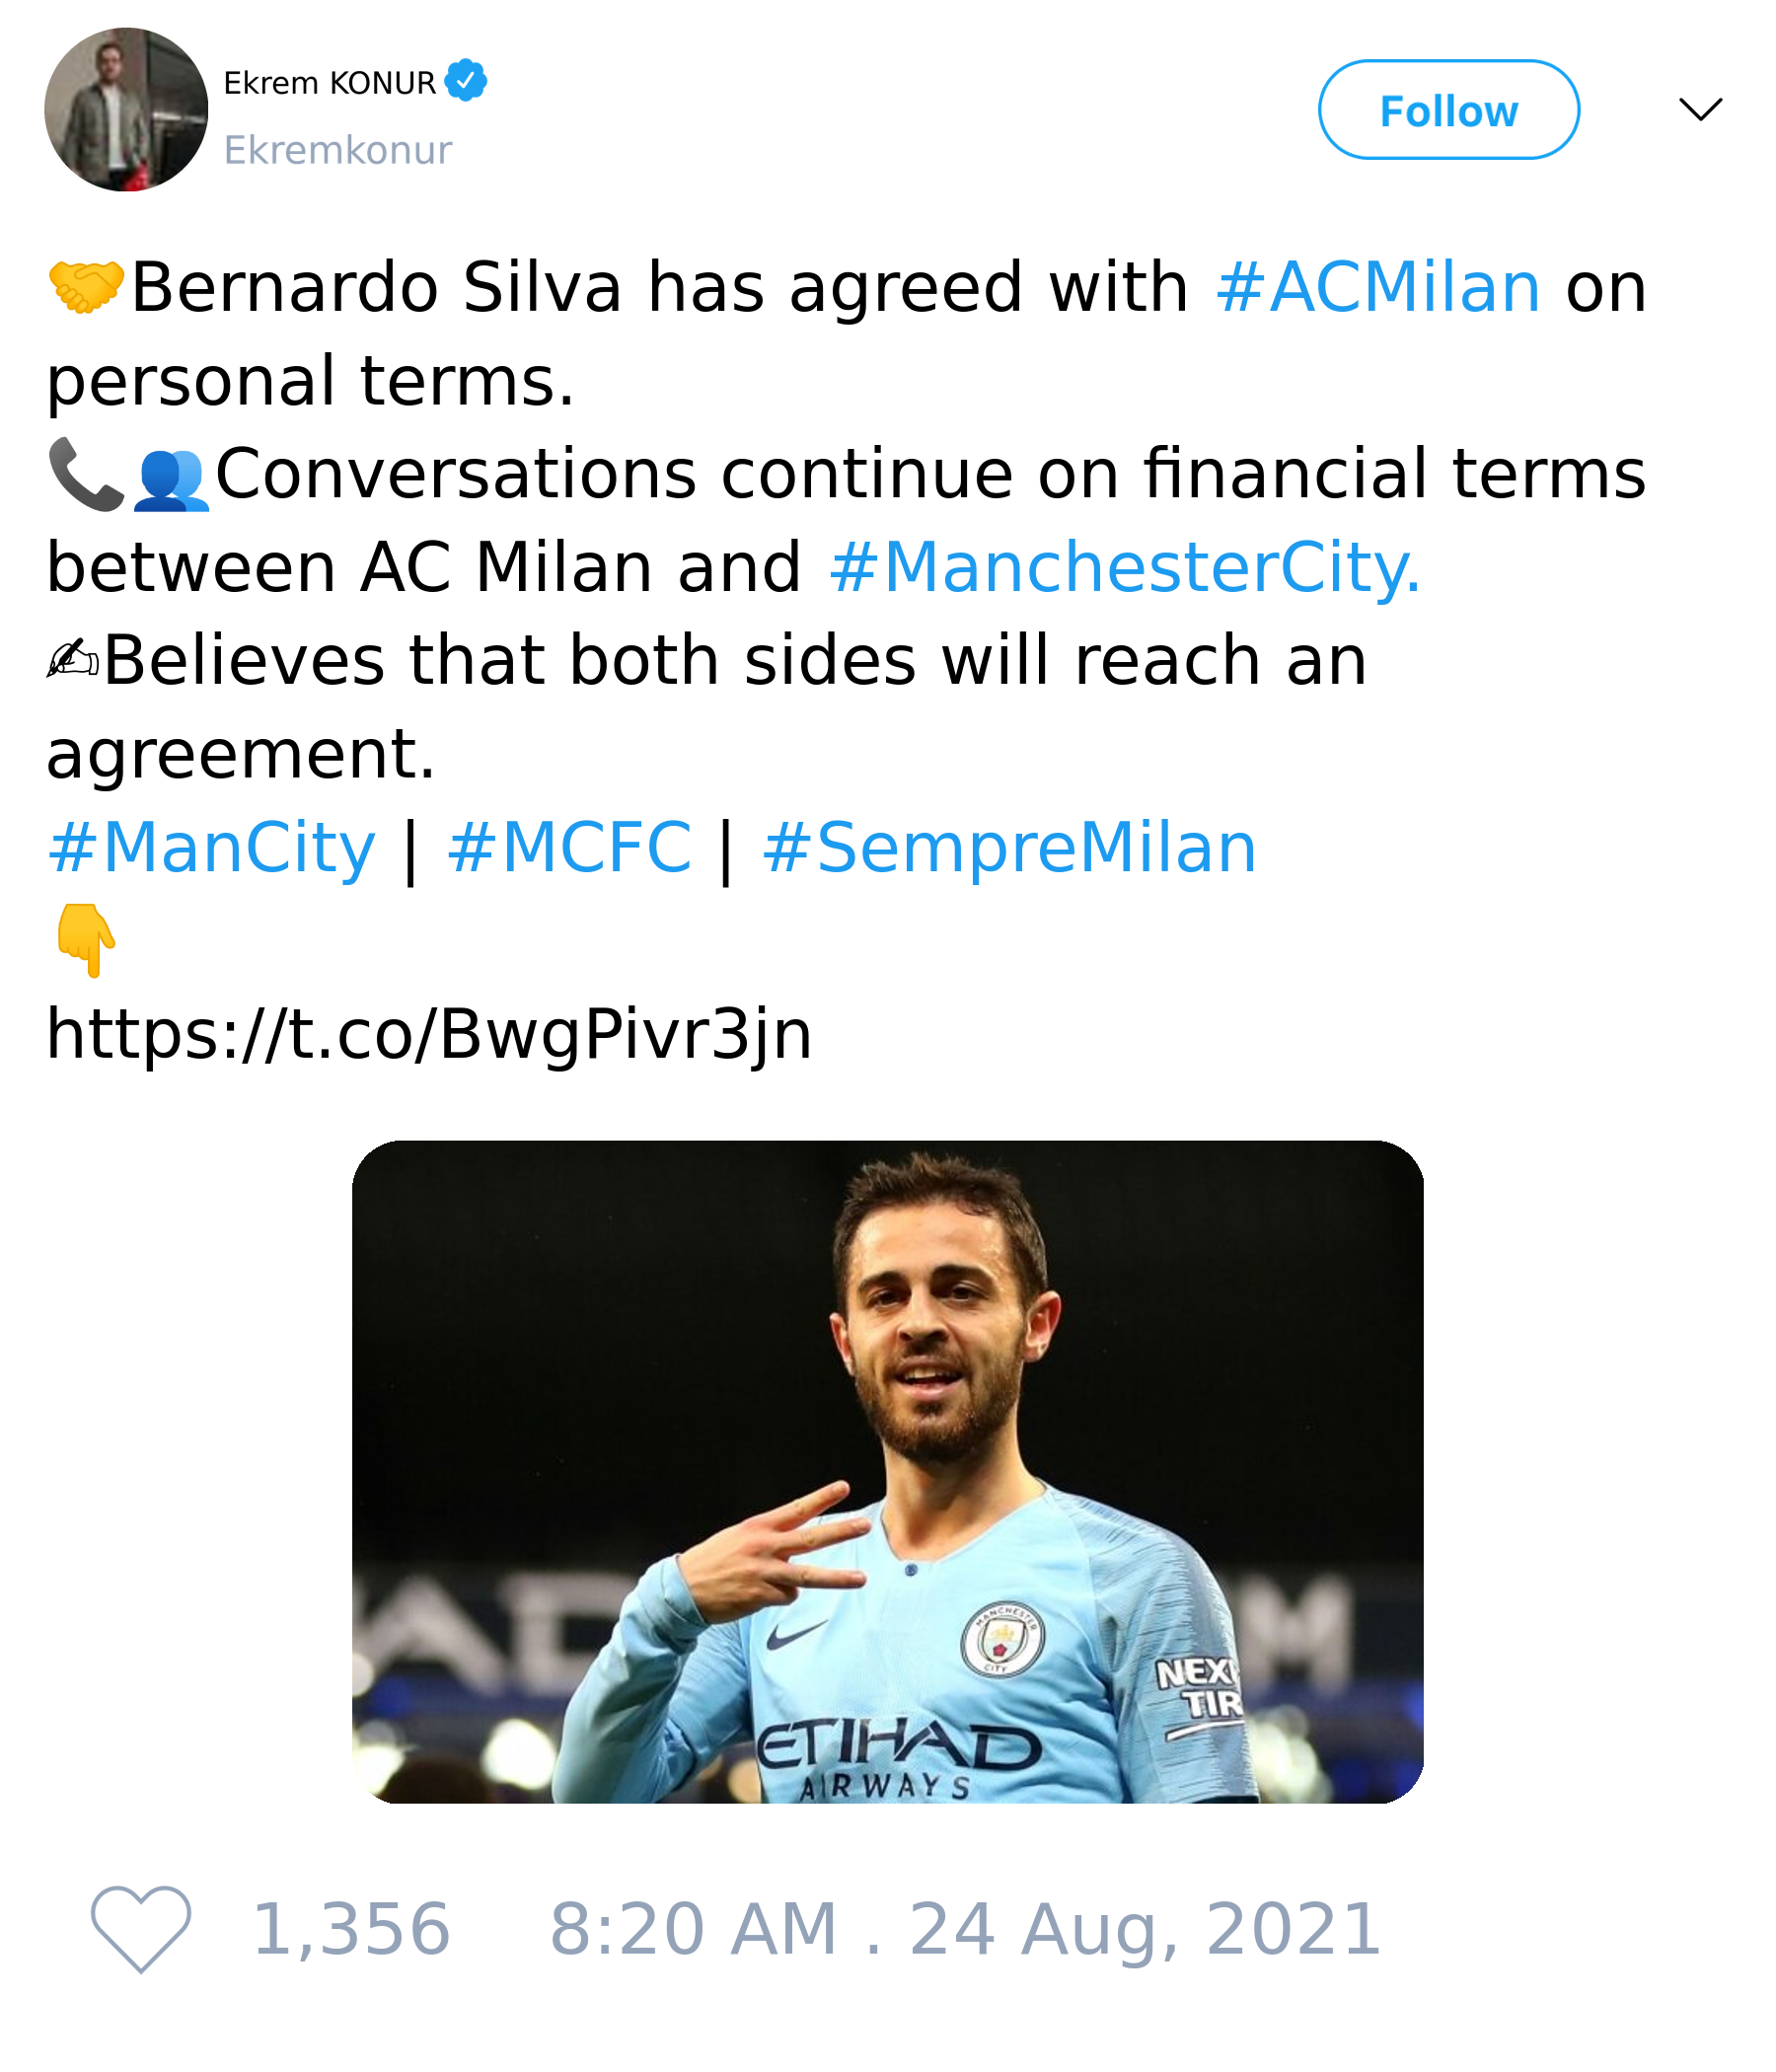 Ekrem KONUR
Ekremkonur
Follow
🤝Bernardo Silva has agreed with #ACMilan on
personal terms.
📞👥Conversations continue on financial terms
between AC Milan and #ManchesterCity.
✍Believes that both sides will reach an
agreement.
#ManCity | #MCFC | #SempreMilan
👇
https://t.co/BwgPivr3jn
MANCHESTER
CITY
ETIHAD
AIRWAYS
1,356 8:20 AM . 24 Aug, 2021